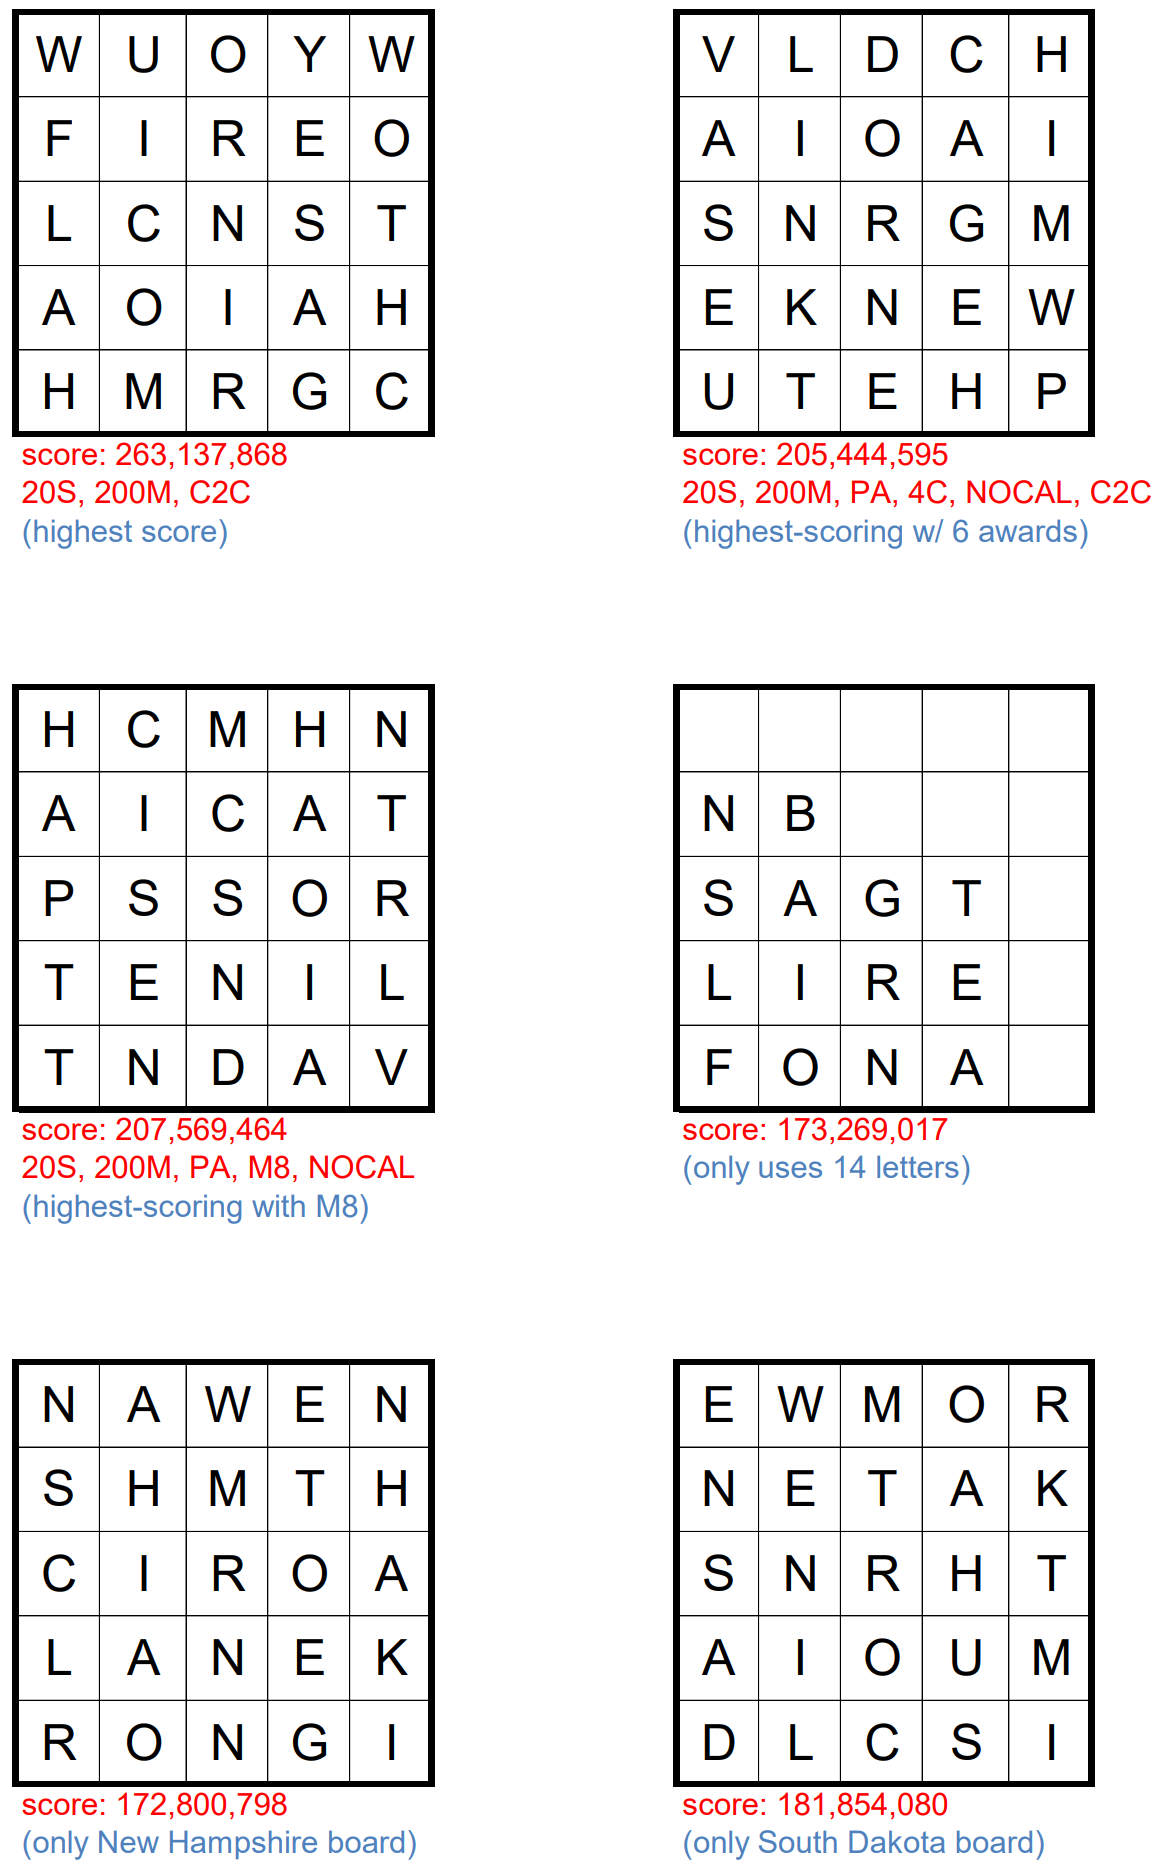 W U O Y W
F I R E O
L C N S T
A O I A H
H M R G C
score: 263,137,868
20S, 200M, C2C
(highest score)
V L D C H
A I O A I
S N R G M
E K N E W
U T E H P
score: 205,444,595
20S, 200M, PA, 4C, NOCAL, C2C
(highest-scoring w/ 6 awards)
H C M H N
A I C A T
P S S O R
T E N I L
T N D A V
score: 207,569,464
20S, 200M, PA, M8, NOCAL
(highest-scoring with M8)
N B
S A G T
L I R E
F O N A
score: 173,269,017
(only uses 14 letters)
N A W E N
S H M T H
C I R O A
L A N E K
R O N G I
score: 172,800,798
(only New Hampshire board)
E W M O R
N E T A K
S N R H T
A I O U M
D L C S I
score: 181,854,080
(only South Dakota board)